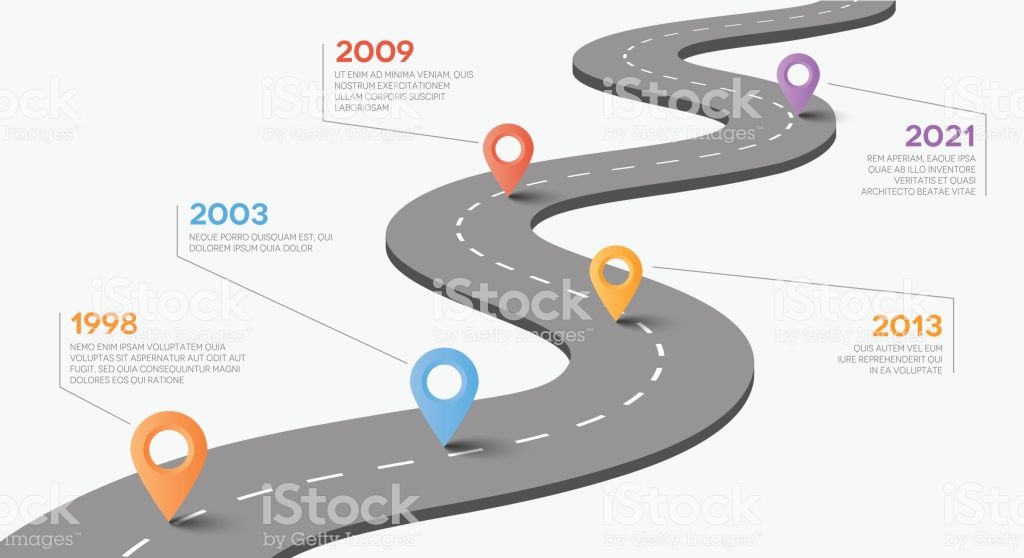 2009
UT ENIM AD MINIMA VENIAM, QUIS
NOSTRUM EXERCITATIONEM
ULLAM CORPORIS SUSCIPIT
LABORIOSAM
2021
REM APERIAM, EAQUE IPSA
QUAE AB ILLO INVENTORE
VERITATIS ET QUASI
ARCHITECTO BEATAE VITAE
2003
NEQUE PORRO QUISQUAM EST, QUI
DOLOREM IPSUM QUIA DOLOR
1998
NEMO ENIM IPSAM VOLUPTATEM QUIA
VOLUPTAS SIT ASPERNATUR AUT ODIT AUT
FUGIT, SED QUIA CONSEQUUNTUR MAGNI
DOLORES EOS QUI RATIONE
2013
QUIS AUTEM VEL EUM
IURE REPREHENDERIT QUI
IN EA VOLUPTATE
iStock
by Getty Images™